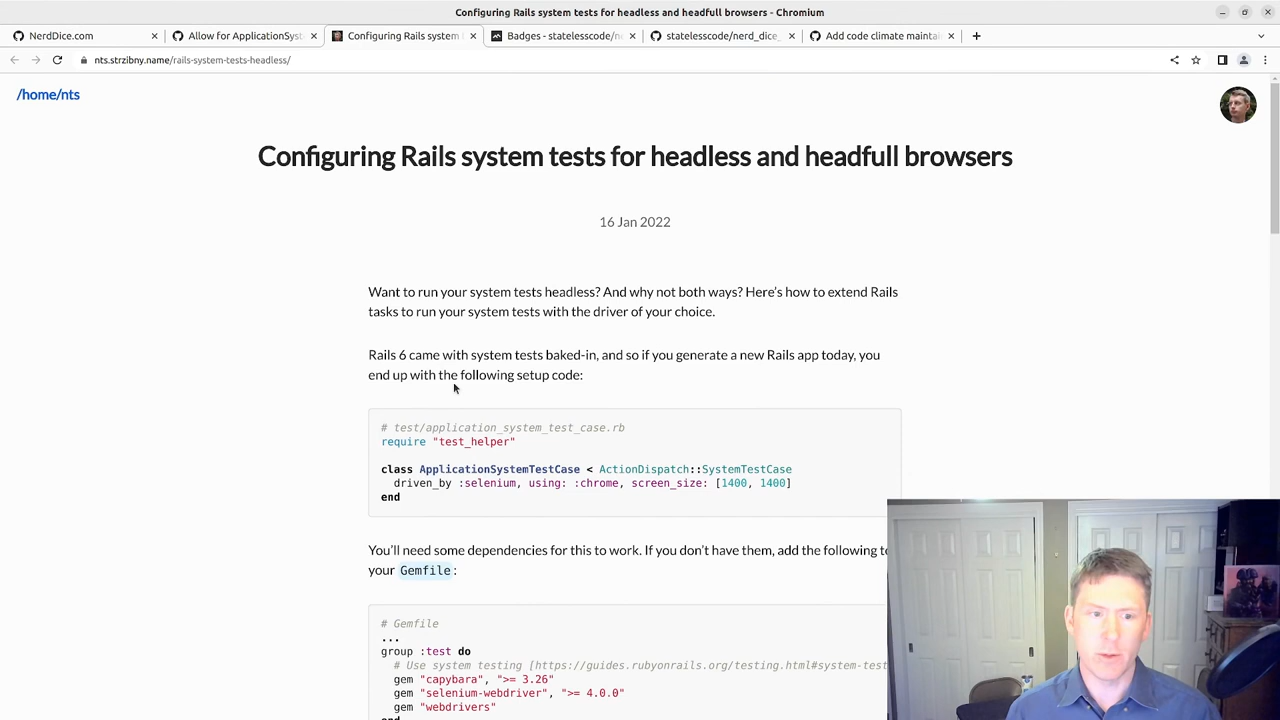 Configuring Rails system tests for headless and headfull browsers - Chromium
NerdDice.com
Allow for ApplicationSyst
Configuring Rails system
Badges - statelesscode/ne
statelesscode/nerd_dice_
Add code climate maintai
nts.strzibny.name/rails-system-tests-headless/
/home/nts
Configuring Rails system tests for headless and headfull browsers
16 Jan 2022
Want to run your system tests headless? And why not both ways? Here's how to extend Rails
tasks to run your system tests with the driver of your choice.
Rails 6 came with system tests baked-in, and so if you generate a new Rails app today, you
end up with the following setup code:
# test/application_system_test_case.rb
require "test_helper"
class ApplicationSystemTestCase < ActionDispatch::SystemTestCase
driven_by :selenium, using: :chrome, screen_size: [1400, 1400]
end
You'll need some dependencies for this to work. If you don't have them, add the following to
your Gemfile:
# Gemfile
...
group :test do
# Use system testing [https://guides.rubyonrails.org/testing.html#system-test
gem "capybara", ">= 3.26"
gem "selenium-webdriver", ">= 4.0.0"
gem "webdrivers"
end